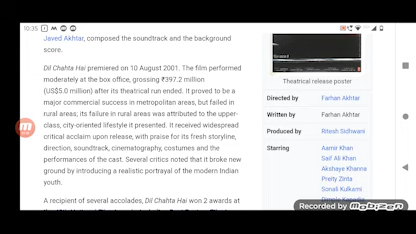 10:35
Javed Akhtar, composed the soundtrack and the background
score.
Dil Chahta Hai premiered on 10 August 2001. The film performed
moderately at the box office, grossing ₹397.2 million
(US$5.0 million) after its theatrical run ended. It proved to be a
major commercial success in metropolitan areas, but failed in
rural areas; its failure in rural areas was attributed to the upper-
class, city-oriented lifestyle it presented. It received widespread
critical acclaim upon release, with praise for its fresh storyline,
direction, soundtrack, cinematography, costumes and the
performances of the cast. Several critics noted that it broke new
ground by introducing a realistic portrayal of the modern Indian
youth.
A recipient of several accolades, Dil Chahta Hai won 2 awards at
Theatrical release poster
Directed by Farhan Akhtar
Written by Farhan Akhtar
Produced by Ritesh Sidhwani
Starring Aamir Khan
Saif Ali Khan
Akshaye Khanna
Preity Zinta
Sonali Kulkarni
Recorded by Mobizen